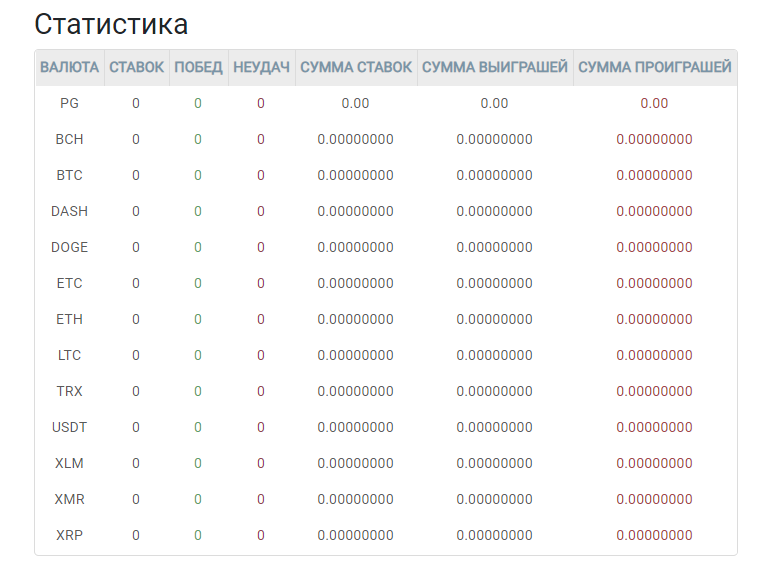 Статистика
ВАЛЮТА СТАВОК ПОБЕД НЕУДАЧ СУММА СТАВОК СУММА ВЫИГРАШЕЙ СУММА ПРОИГРАШЕЙ
PG 0 0 0 0.00 0.00 0.00
BCH 0 0 0 0.00000000 0.00000000 0.00000000
BTC 0 0 0 0.00000000 0.00000000 0.00000000
DASH 0 0 0 0.00000000 0.00000000 0.00000000
DOGE 0 0 0 0.00000000 0.00000000 0.00000000
ETC 0 0 0 0.00000000 0.00000000 0.00000000
ETH 0 0 0 0.00000000 0.00000000 0.00000000
LTC 0 0 0 0.00000000 0.00000000 0.00000000
TRX 0 0 0 0.00000000 0.00000000 0.00000000
USDT 0 0 0 0.00000000 0.00000000 0.00000000
XLM 0 0 0 0.00000000 0.00000000 0.00000000
XMR 0 0 0 0.00000000 0.00000000 0.00000000
XRP 0 0 0 0.00000000 0.00000000 0.00000000